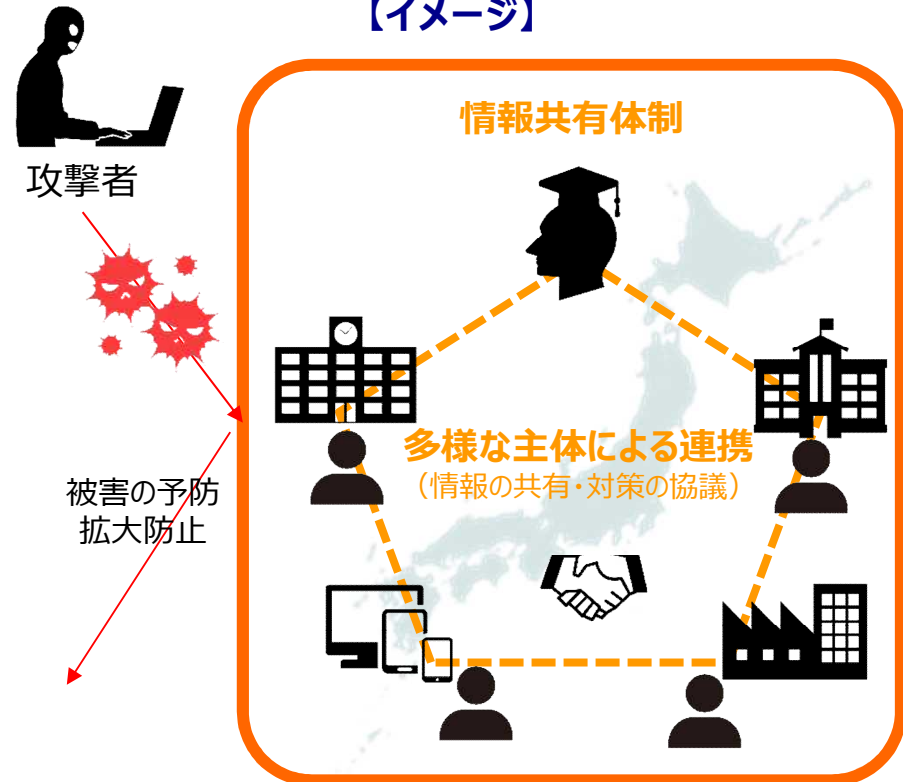 【イメージ】
情報共有体制
攻撃者
多様な主体による連携
（情報の共有・対策の協議）
被害の予防
拡大防止